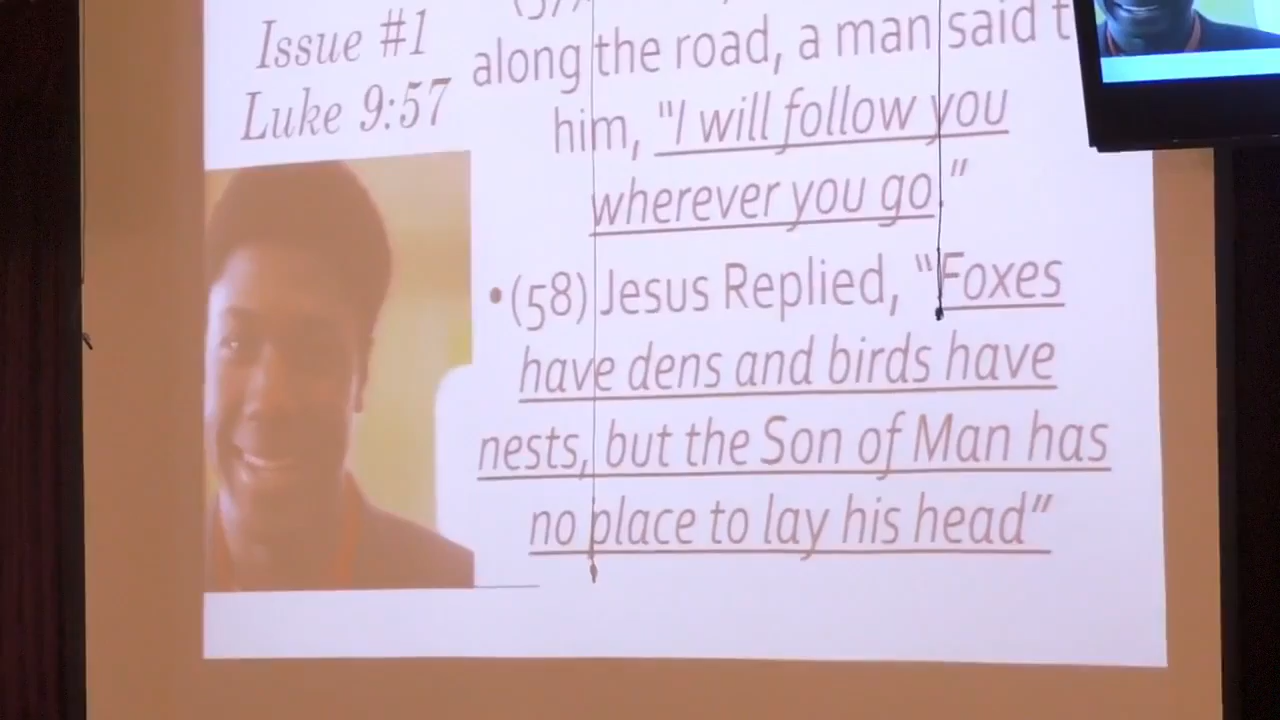 Issue #1
Luke 9:57
along the road, a man said t
him, "I will follow you
wherever you go."
•(58) Jesus Replied, "Foxes
have dens and birds have
nests, but the Son of Man has
no place to lay his head"